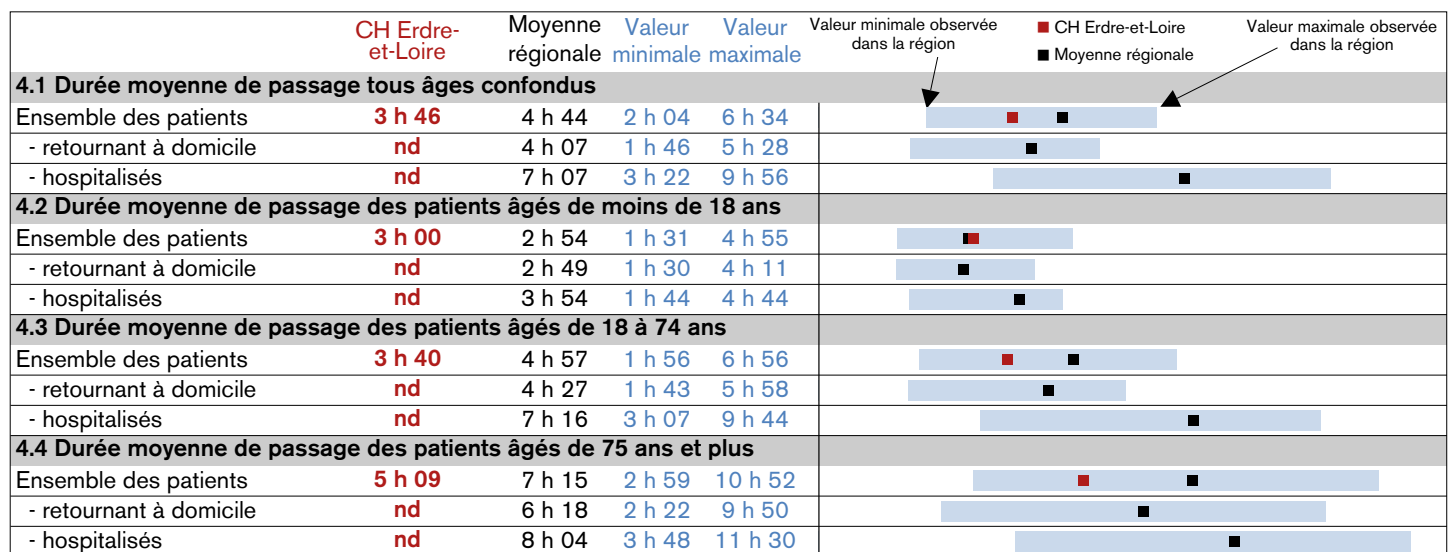 CH Erdre-et-Loire Moyenne régionale Valeur minimale Valeur maximale
Valeur minimale observée dans la région
CH Erdre-et-Loire
Moyenne régionale
Valeur maximale observée dans la région
4.1 Durée moyenne de passage tous âges confondus
Ensemble des patients 3 h 46 4 h 44 2 h 04 6 h 34
- retournant à domicile nd 4 h 07 1 h 46 5 h 28
- hospitalisés nd 7 h 07 3 h 22 9 h 56
4.2 Durée moyenne de passage des patients âgés de moins de 18 ans
Ensemble des patients 3 h 00 2 h 54 1 h 31 4 h 55
- retournant à domicile nd 2 h 49 1 h 30 4 h 11
- hospitalisés nd 3 h 54 1 h 44 4 h 44
4.3 Durée moyenne de passage des patients âgés de 18 à 74 ans
Ensemble des patients 3 h 40 4 h 57 1 h 56 6 h 56
- retournant à domicile nd 4 h 27 1 h 43 5 h 58
- hospitalisés nd 7 h 16 3 h 07 9 h 44
4.4 Durée moyenne de passage des patients âgés de 75 ans et plus
Ensemble des patients 5 h 09 7 h 15 2 h 59 10 h 52
- retournant à domicile nd 6 h 18 2 h 22 9 h 50
- hospitalisés nd 8 h 04 3 h 48 11 h 30